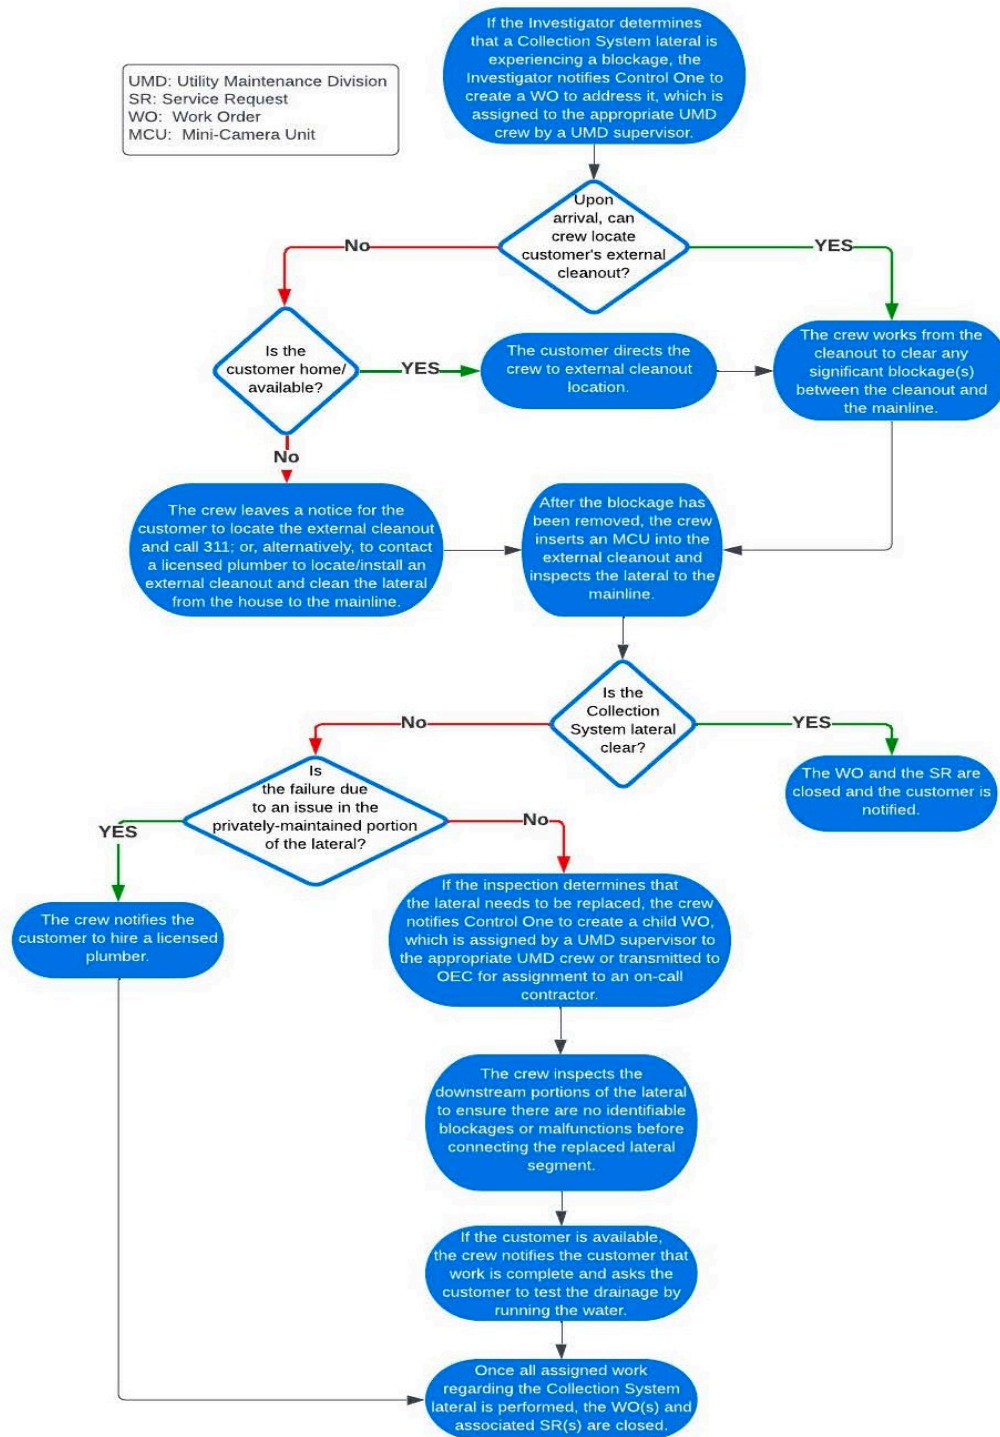 If the Investigator determines
that a Collection System lateral is
experiencing a blockage, the
Investigator notifies Control One to
create a WO to address it, which is
assigned to the appropriate UMD
crew by a UMD supervisor.
UMD: Utility Maintenance Division
SR: Service Request
WO: Work Order
MCU: Mini-Camera Unit
Upon
arrival, can
crew locate
customer's external
cleanout?
No
YES
Is the
customer home/
available?
YES
The customer directs the
crew to external cleanout
location.
The crew works from the
cleanout to clear any
significant blockage(s)
between the cleanout and
the mainline.
No
The crew leaves a notice for the
customer to locate the external cleanout
and call 311; or, alternatively, to contact
a licensed plumber to locate/install an
external cleanout and clean the lateral
from the house to the mainline.
After the blockage has
been removed, the crew
inserts an MCU into the
external cleanout and
inspects the lateral to the
mainline.
Is the
Collection
System lateral
clear?
No
YES
The WO and the SR are
closed and the customer is
notified.
Is
the failure due
to an issue in the
privately-maintained portion
of the lateral?
YES
No
The crew notifies the
customer to hire a licensed
plumber.
If the inspection determines that
the lateral needs to be replaced, the crew
notifies Control One to create a child WO,
which is assigned by a UMD supervisor to
the appropriate UMD crew or transmitted to
OEC for assignment to an on-call
contractor.
The crew inspects the
downstream portions of the lateral
to ensure there are no identifiable
blockages or malfunctions before
connecting the replaced lateral
segment.
If the customer is available,
the crew notifies the customer that
work is complete and asks the
customer to test the drainage by
running the water.
Once all assigned work
regarding the Collection System
lateral is performed, the WO(s) and
associated SR(s) are closed.